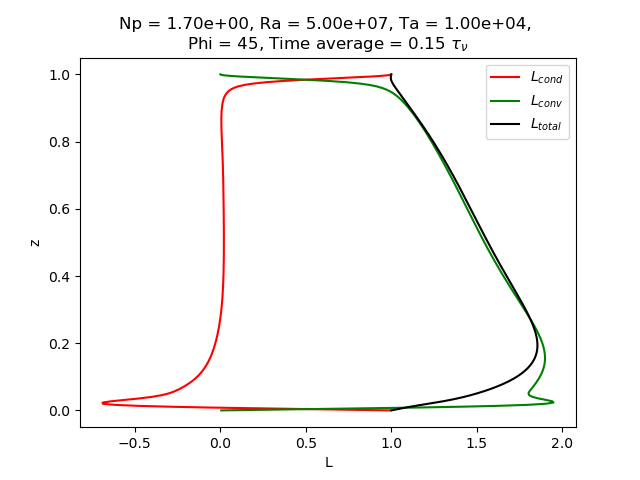 Np = 1.70e+00, Ra = 5.00e+07, Ta = 1.00e+04,
Phi = 45, Time average = 0.15 τν
L_cond
L_conv
L_total
1.0
0.8
0.6
0.4
0.2
0.0
z
−0.5 0.0 0.5 1.0 1.5 2.0
L